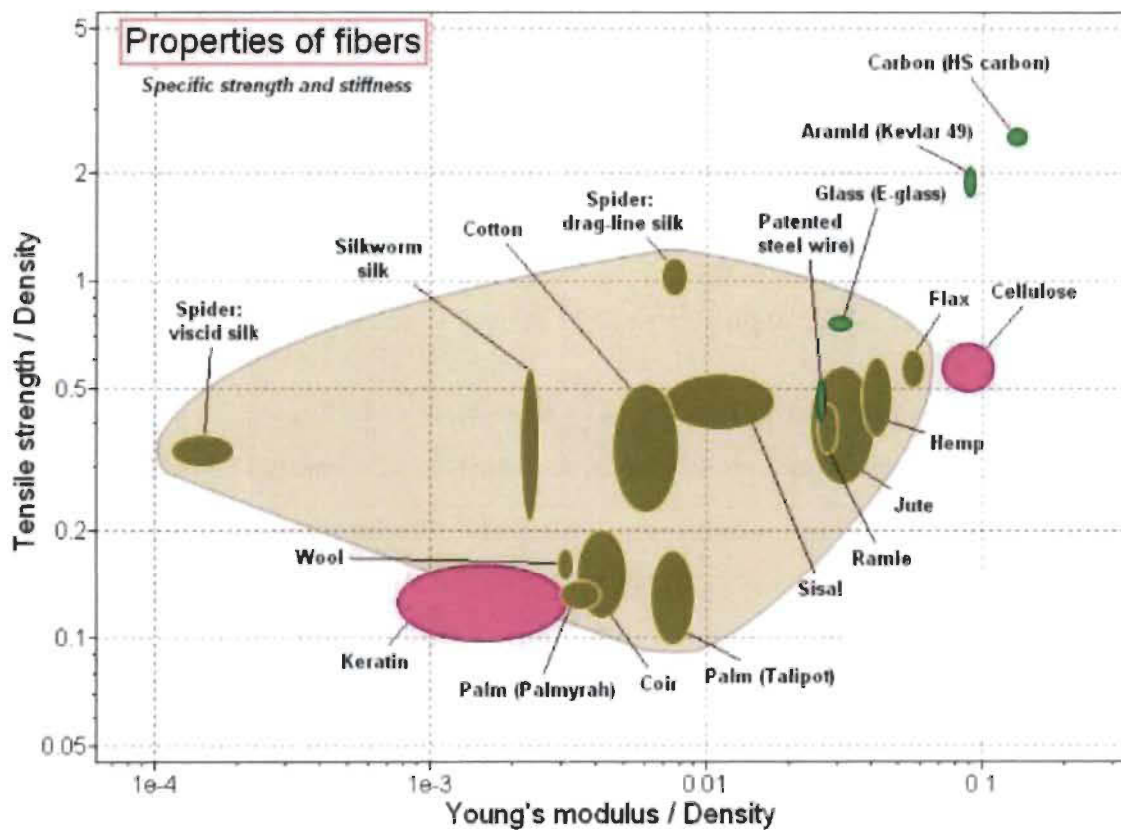 Properties of fibers
Specific strength and stiffness
Carbon (HS carbon)
Aramid (Kevlar 49)
Glass (E-glass)
Spider:
drag-line silk
Patented
steel wire)
Cotton
Silkworm
silk
Flax
Cellulose
Spider:
viscid silk
Hemp
Jute
Ramie
Wool
Sisal
Keratin
Palm (Palmyrah)
Coir
Palm (Talipot)
Tensile strength / Density
5
2
1
0.5
0.2
0.1
0.05
1e-4
1e-3
0.01
0.1
Young's modulus / Density